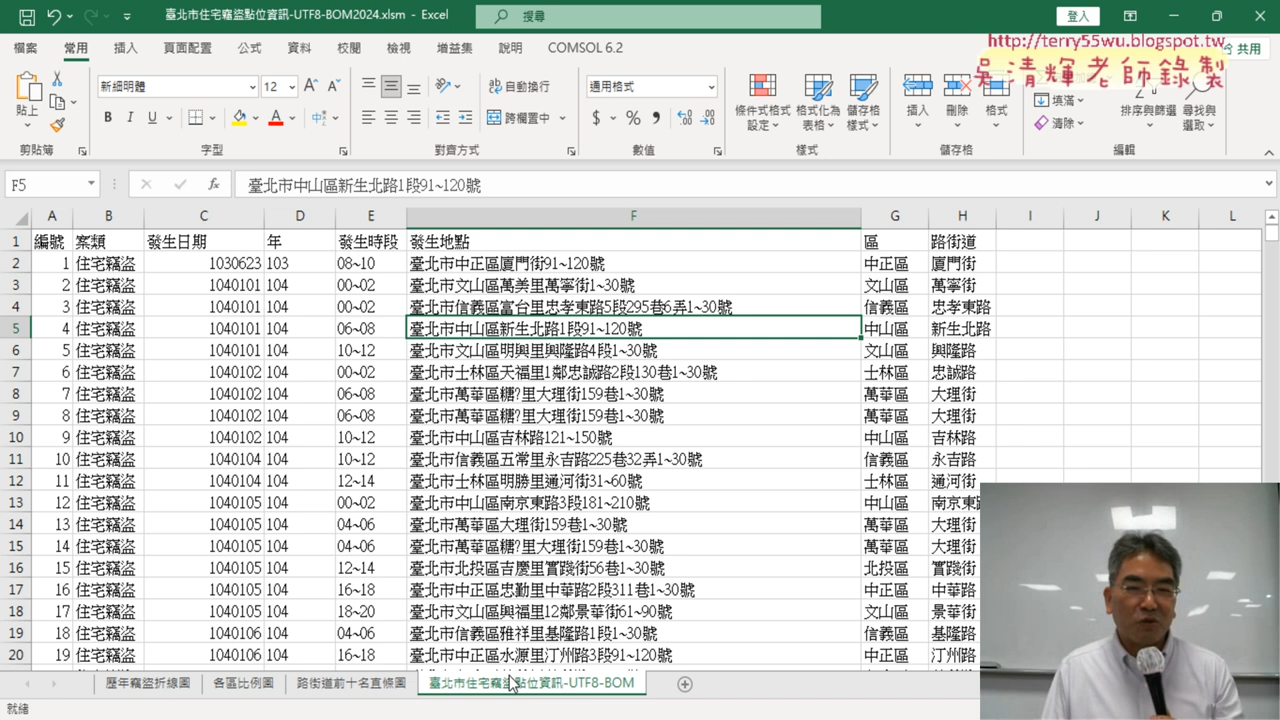 臺北市住宅竊盜點位資訊-UTF8-BOM2024.xlsm - Excel
搜尋
登入
檔案 常用 插入 頁面配置 公式 資料 校閱 檢視 增益集 說明 COMSOL 6.2
共用
http://terry55wu.blogspot.tw
吳清輝老師錄製
貼上
新細明體 12
B I U
自動換行
跨欄置中
通用格式
$ % ,
條件式格式設定
格式化為表格
儲存格樣式
插入 刪除 格式
填滿
清除
排序與篩選
尋找與選取
剪貼簿 字型 對齊方式 數值 樣式 儲存格 編輯
F5
fx
臺北市中山區新生北路1段91~120號
A B C D E F G H I J K L
1 編號 案類 發生日期 年 發生時段 發生地點 區 路街道
2 1 住宅竊盜 1030623 103 08~10 臺北市中正區廈門街91~120號 中正區 廈門街
3 2 住宅竊盜 1040101 104 00~02 臺北市文山區萬美里萬寧街1~30號 文山區 萬寧街
4 3 住宅竊盜 1040101 104 00~02 臺北市信義區富台里忠孝東路5段295巷6弄1~30號 信義區 忠孝東路
5 4 住宅竊盜 1040101 104 06~08 臺北市中山區新生北路1段91~120號 中山區 新生北路
6 5 住宅竊盜 1040101 104 10~12 臺北市文山區明興里興隆路4段1~30號 文山區 興隆路
7 6 住宅竊盜 1040102 104 00~02 臺北市士林區天福里1鄰忠誠路2段130巷1~30號 士林區 忠誠路
8 7 住宅竊盜 1040102 104 06~08 臺北市萬華區糖?里大理街159巷1~30號 萬華區 大理街
9 8 住宅竊盜 1040102 104 06~08 臺北市萬華區糖?里大理街159巷1~30號 萬華區 大理街
10 9 住宅竊盜 1040102 104 10~12 臺北市中山區吉林路121~150號 中山區 吉林路
11 10 住宅竊盜 1040104 104 10~12 臺北市信義區五常里永吉路225巷32弄1~30號 信義區 永吉路
12 11 住宅竊盜 1040104 104 12~14 臺北市士林區明勝里通河街31~60號 士林區 通河街
13 12 住宅竊盜 1040105 104 00~02 臺北市中山區南京東路3段181~210號 中山區 南京東
14 13 住宅竊盜 1040105 104 04~06 臺北市萬華區大理街159巷1~30號 萬華區 大理街
15 14 住宅竊盜 1040105 104 04~06 臺北市萬華區糖?里大理街159巷1~30號 萬華區 大理街
16 15 住宅竊盜 1040105 104 12~14 臺北市北投區吉慶里實踐街56巷1~30號 北投區 實踐街
17 16 住宅竊盜 1040105 104 16~18 臺北市中正區忠勤里中華路2段311巷1~30號 中正區 中華路
18 17 住宅竊盜 1040105 104 18~20 臺北市文山區興福里12鄰景華街61~90號 文山區 景華街
19 18 住宅竊盜 1040106 104 04~06 臺北市信義區雅祥里基隆路1段1~30號 信義區 基隆路
20 19 住宅竊盜 1040106 104 16~18 臺北市中正區水源里汀州路3段91~120號 中正區 汀州路
歷年竊盜折線圖 各區比例圖 路街道前十名直條圖 臺北市住宅竊盜點位資訊-UTF8-BOM
就緒